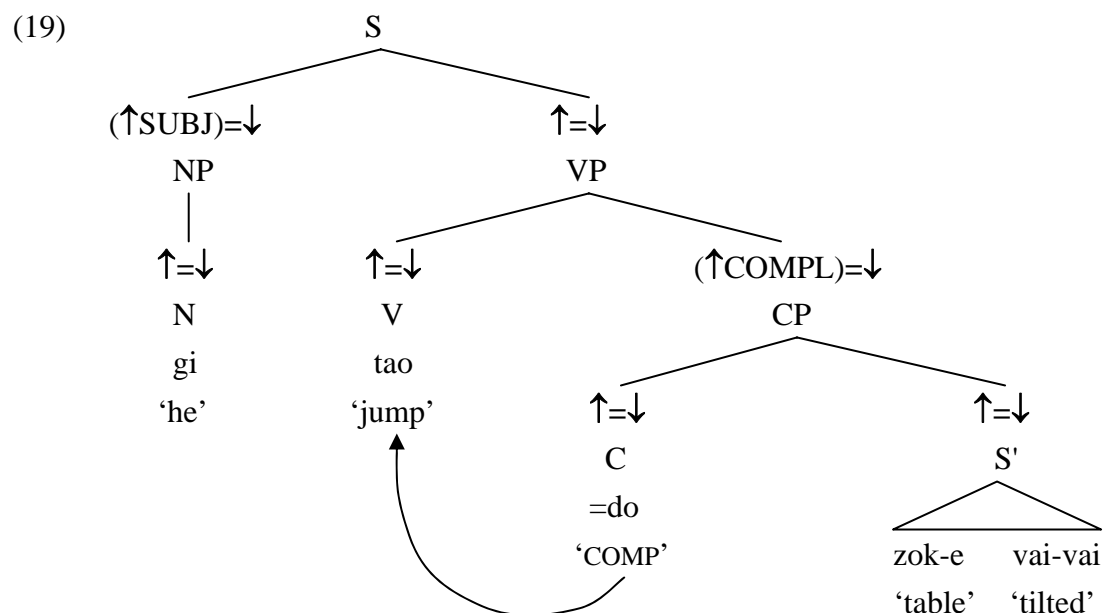 (19) S
(↑SUBJ)=↓ ↑=↓
NP VP
↑=↓ ↑=↓ (↑COMPL)=↓
N V CP
gi tao
‘he’ ‘jump’ ↑=↓ ↑=↓
C S'
=do
‘COMP’ zok-e vai-vai
‘table’ ‘tilted’